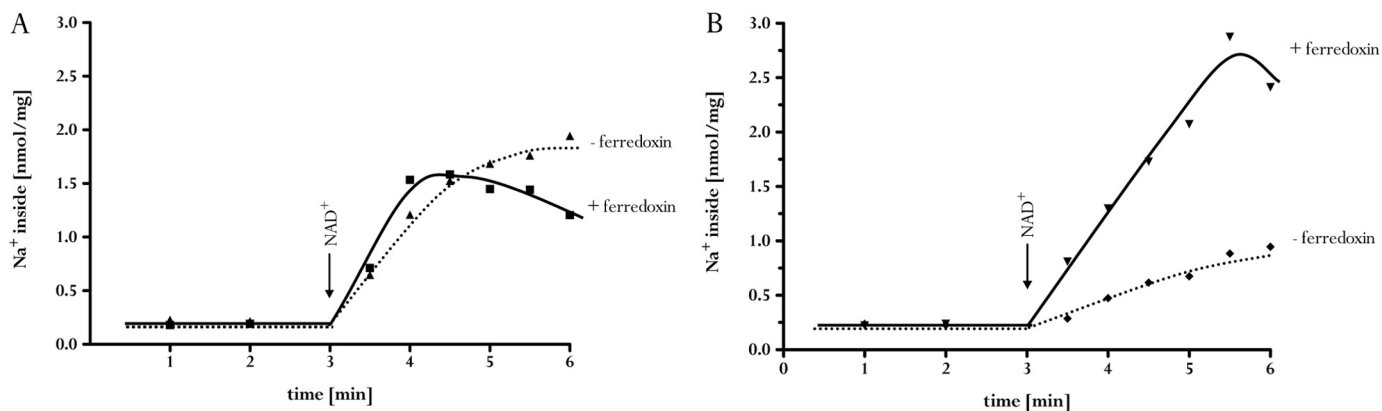 A
3.0
2.5
2.0
1.5
1.0
0.5
0.0
Na+ inside [nmol/mg]
NAD+
- ferredoxin
+ ferredoxin
1 2 3 4 5 6
time [min]
B
3.0
2.5
2.0
1.5
1.0
0.5
0.0
Na+ inside [nmol/mg]
NAD+
+ ferredoxin
- ferredoxin
0 1 2 3 4 5 6
time [min]